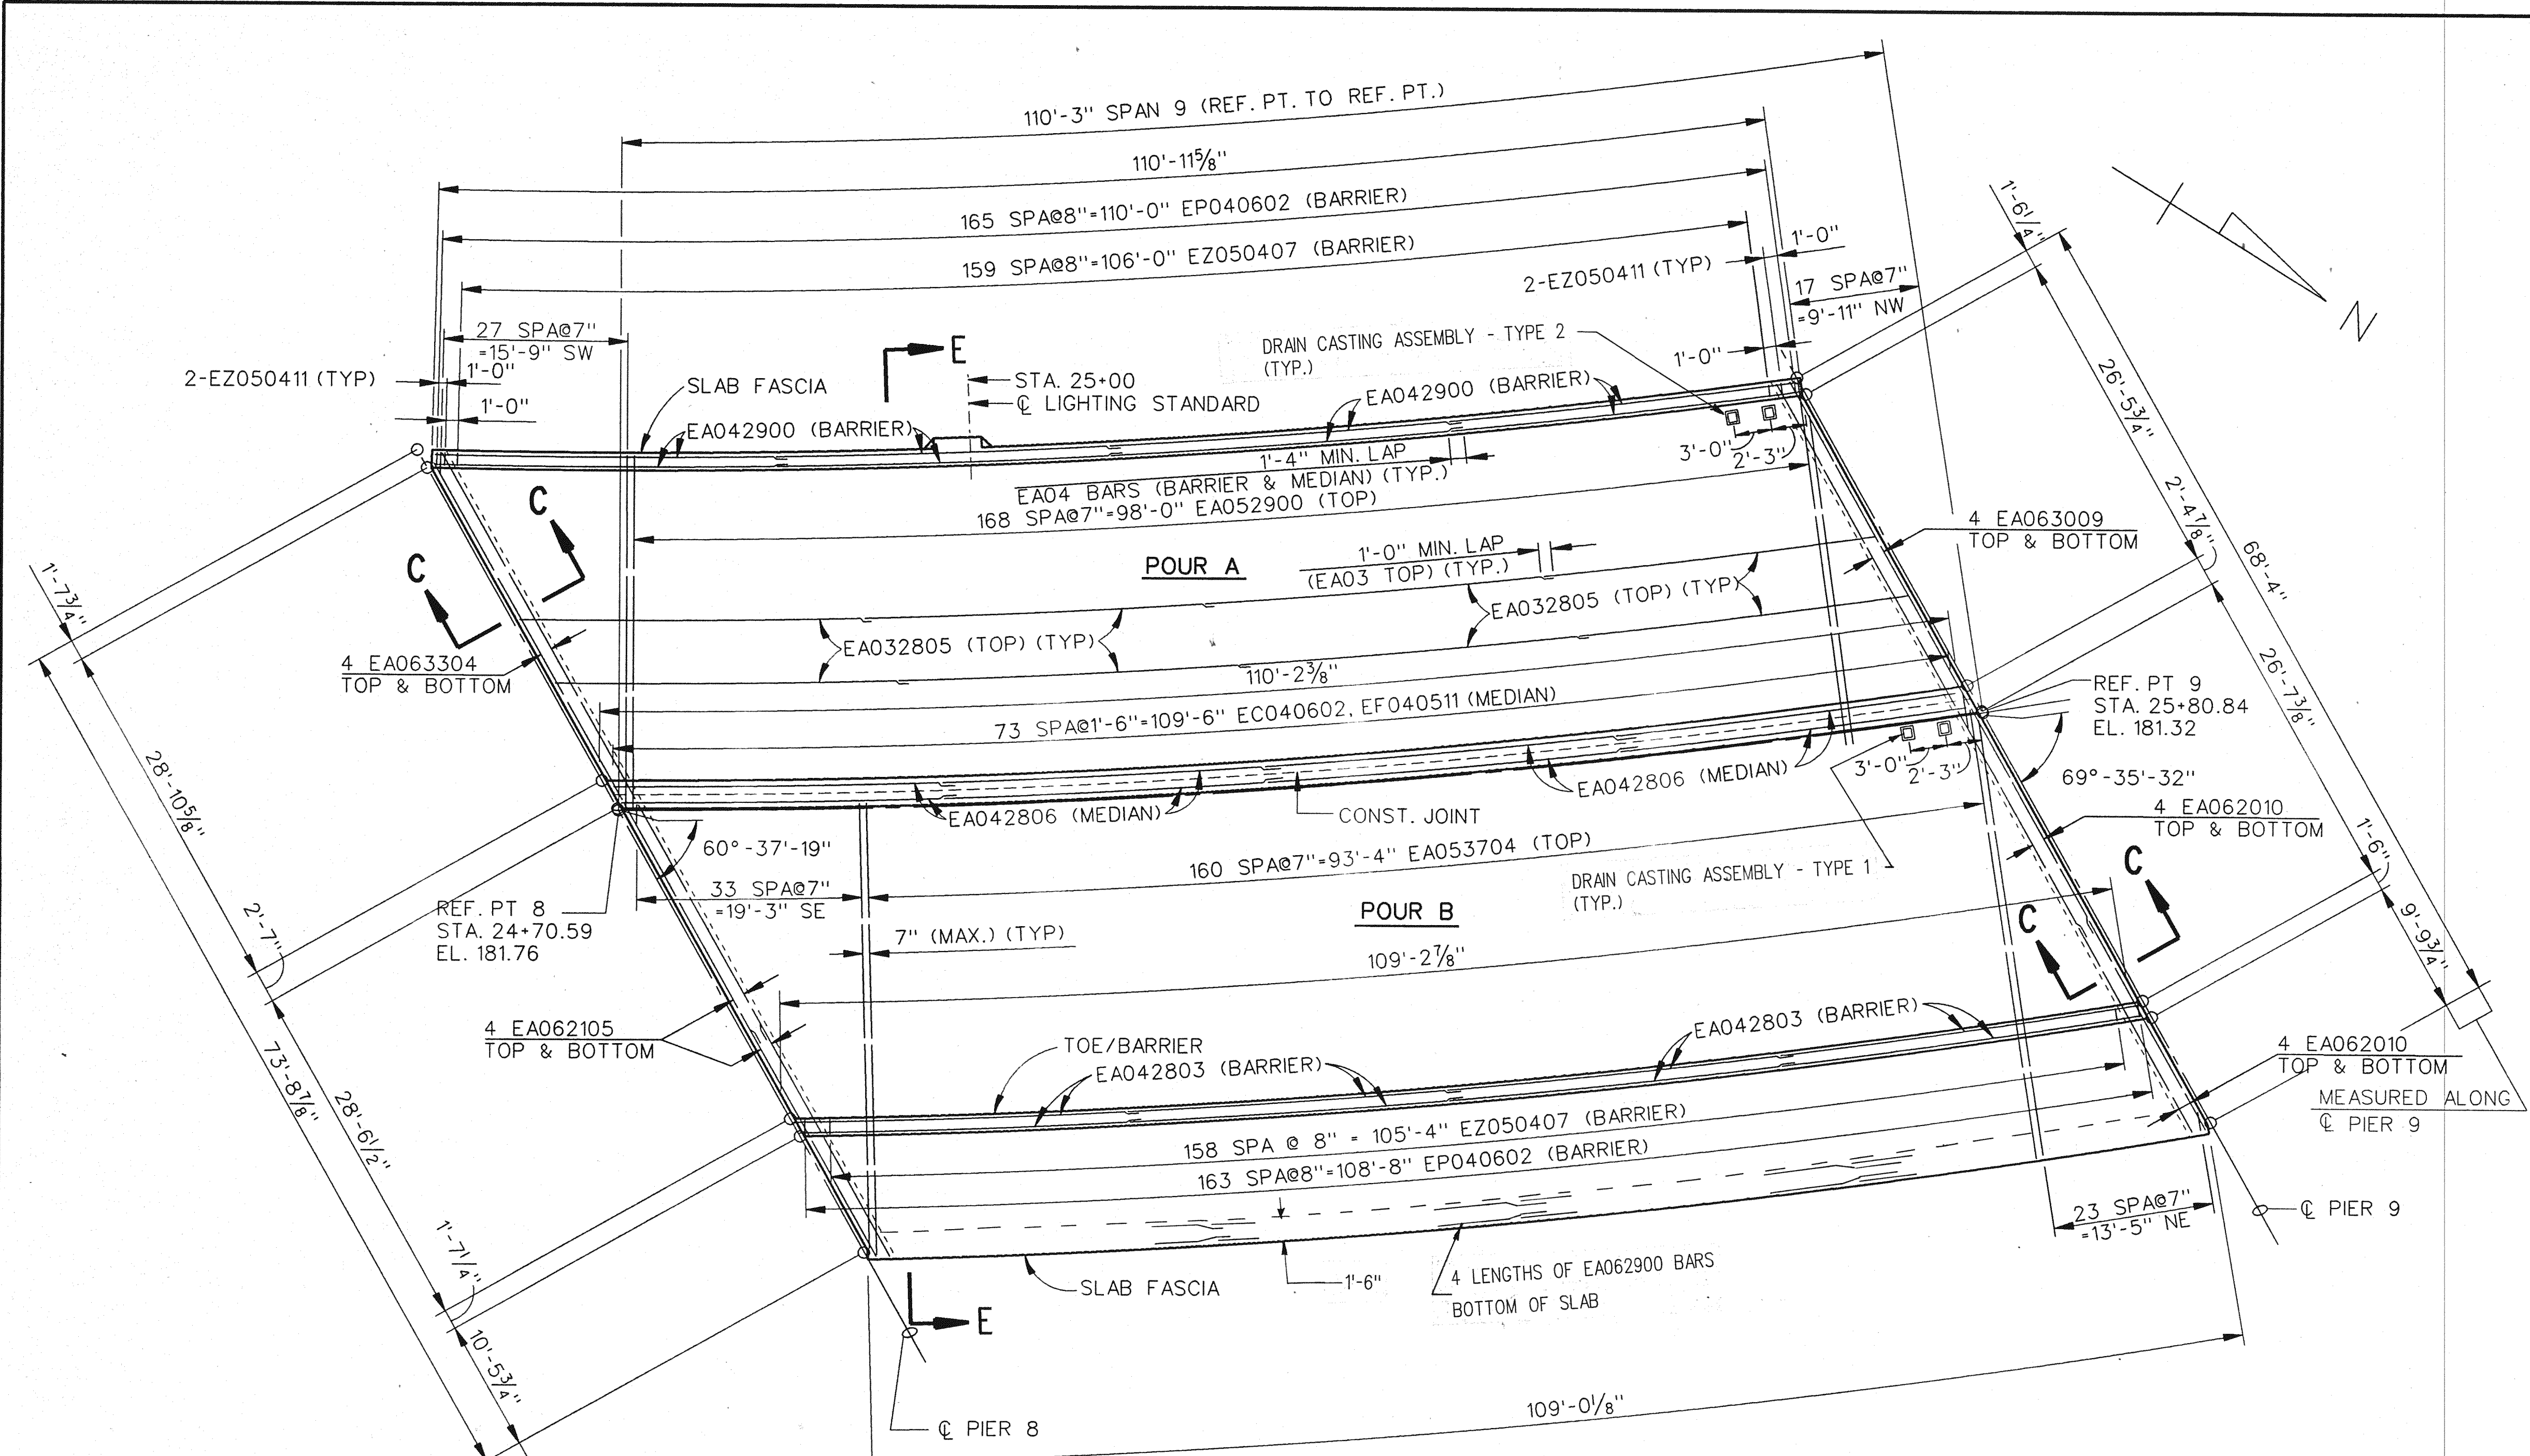 110'-3" SPAN 9 (REF. PT. TO REF. PT.)
110'-11⅝"
165 SPA@8"=110'-0" EP040602 (BARRIER)
159 SPA@8"=106'-0" EZ050407 (BARRIER)
1'-0"
2-EZ050411 (TYP)
17 SPA@7"
=9'-11" NW
1'-6¼"
N
27 SPA@7"
=15'-9" SW
1'-0"
2-EZ050411 (TYP)
1'-0"
SLAB FASCIA
E
STA. 25+00
℄ LIGHTING STANDARD
DRAIN CASTING ASSEMBLY - TYPE 2
(TYP.)
1'-0"
EA042900 (BARRIER)
EA042900 (BARRIER)
3'-0"
2'-3"
26'-5¾"
2'-4⅞"
68'-4"
1'-4" MIN. LAP
EA04 BARS (BARRIER & MEDIAN) (TYP.)
168 SPA@7"=98'-0" EA052900 (TOP)
C
C
4 EA063009
TOP & BOTTOM
POUR A
1'-0" MIN. LAP
(EA03 TOP) (TYP.)
EA032805 (TOP) (TYP)
EA032805 (TOP) (TYP)
1'-7¾"
4 EA063304
TOP & BOTTOM
110'-2⅜"
73 SPA@1'-6"=109'-6" EC040602, EF040511 (MEDIAN)
REF. PT 9
STA. 25+80.84
EL. 181.32
26'-7⅜"
69°-35'-32"
3'-0"
2'-3"
EA042806 (MEDIAN)
EA042806 (MEDIAN)
CONST. JOINT
4 EA062010
TOP & BOTTOM
28'-10⅝"
60°-37'-19"
160 SPA@7"=93'-4" EA053704 (TOP)
DRAIN CASTING ASSEMBLY - TYPE 1
(TYP.)
33 SPA@7"
=19'-3" SE
REF. PT 8
STA. 24+70.59
EL. 181.76
2'-7"
7" (MAX.) (TYP)
POUR B
109'-2⅞"
C
C
1'-6"
9'-9¾"
4 EA062105
TOP & BOTTOM
TOE/BARRIER
EA042803 (BARRIER)
EA042803 (BARRIER)
4 EA062010
TOP & BOTTOM
MEASURED ALONG
℄ PIER 9
73'-8⅞"
28'-6½"
158 SPA @ 8" = 105'-4" EZ050407 (BARRIER)
163 SPA@8"=108'-8" EP040602 (BARRIER)
23 SPA@7"
=13'-5" NE
℄ PIER 9
1'-7¼"
10'-5¾"
SLAB FASCIA
1'-6"
4 LENGTHS OF EA062900 BARS
BOTTOM OF SLAB
E
℄ PIER 8
109'-0⅛"